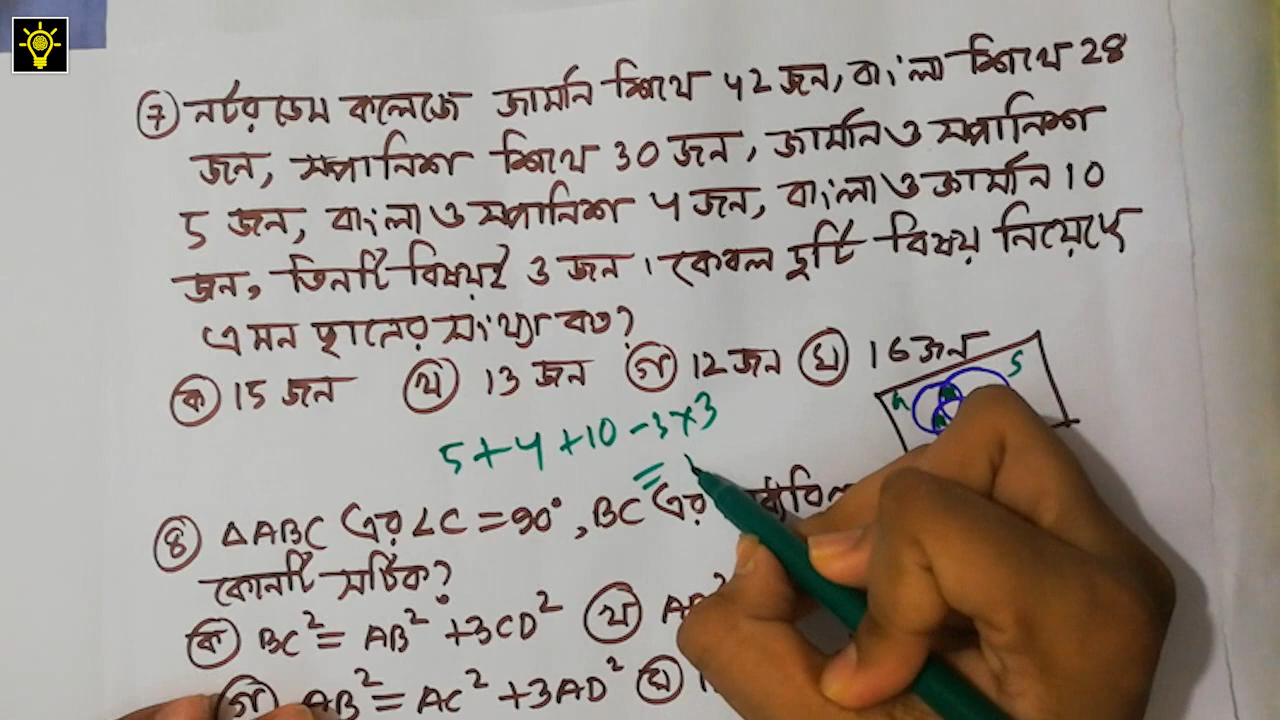 ৭ নটরডেম কলেজে জার্মান শিখে 42 জন, বাংলা শিখে 28
জন, স্পানিশ শিখে 30 জন, জার্মান ও স্পানিশ
5 জন, বাংলা ও স্পানিশ 4 জন, বাংলা ও জার্মান 10
জন, তিনটি বিষয়ই 3 জন। কেবল দুটি বিষয় নিয়েছে
এমন ছাত্রের সংখ্যা কত?
ক 15 জন খ 13 জন গ 12 জন ঘ 16 জন
S
5+4+10-3×3
8 ΔABC এর ∠C = 90°, BC এর
কোনটি সঠিক?
ক BC² = AB² + 3CD² খ
গ AB² = AC² + 3AD² ঘ